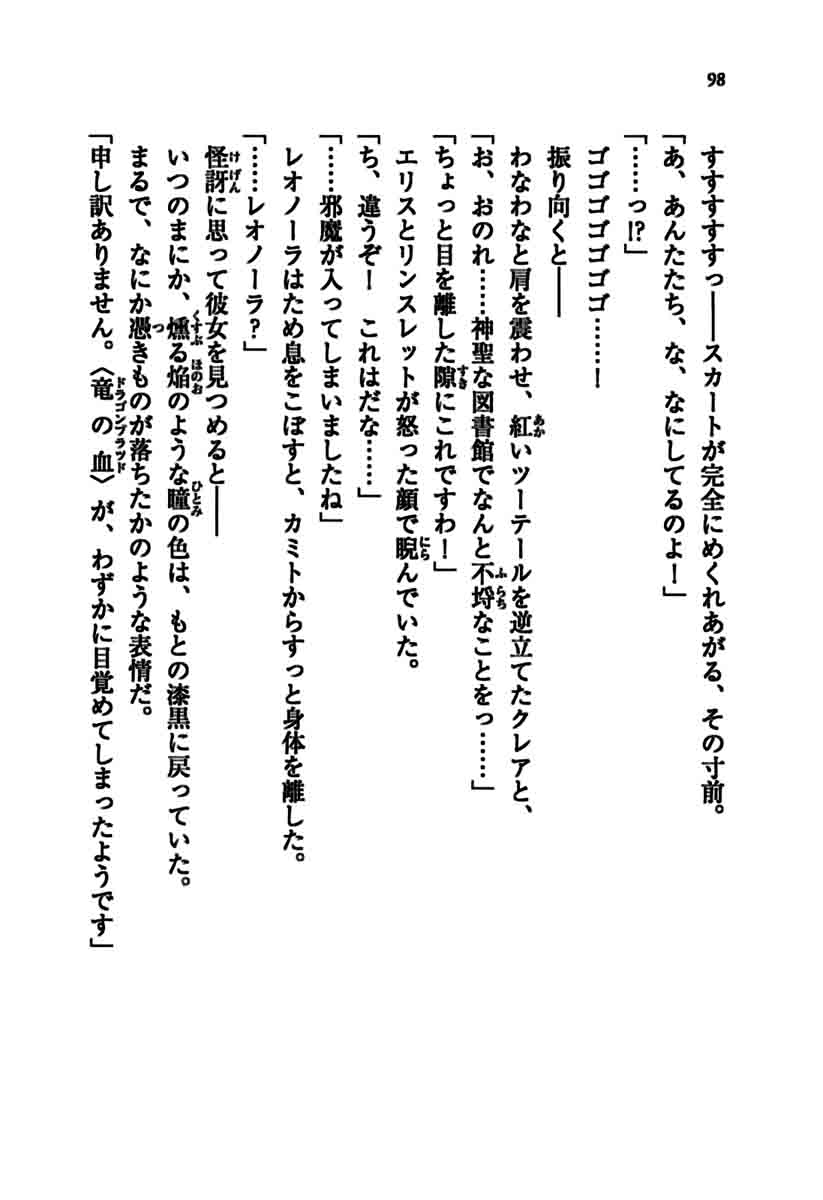 98
すすすすすっ――スカートが完全にめくれあがる、その寸前。
「あ、あんたたち、な、なにしてるのよ！」
「……っ!?」
ゴゴゴゴゴゴゴ……！
振り向くと――
わなわなと肩を震わせ、紅いツーテールを逆立てたクレアと、
「お、おのれ……神聖な図書館でなんと不埒なことをっ……」
「ちょっと目を離した隙にこれですわ！」
エリスとリンスレットが怒った顔で睨んでいた。
「ち、違うぞ！　これはだな……」
「……邪魔が入ってしまいましたね」
レオノーラはため息をこぼすと、カミトからすっと身体を離した。
「……レオノーラ？」
怪訝に思って彼女を見つめると――
いつのまにか、燻る焔のような瞳の色は、もとの漆黒に戻っていた。
まるで、なにか憑きものが落ちたかのような表情だ。
「申し訳ありません。〈竜の血〉が、わずかに目覚めてしまったようです」